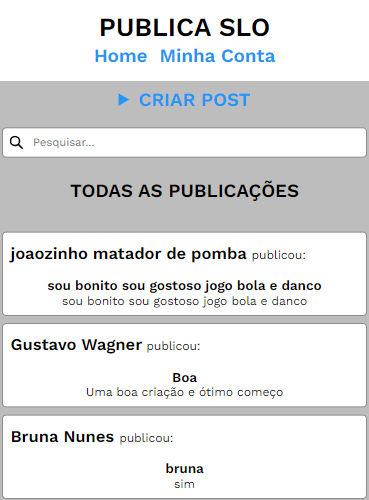 PUBLICA SLO
Home Minha Conta
▶ CRIAR POST
Pesquisar...
TODAS AS PUBLICAÇÕES
joaozinho matador de pomba publicou:
sou bonito sou gostoso jogo bola e danco
sou bonito sou gostoso jogo bola e danco
Gustavo Wagner publicou:
Boa
Uma boa criação e ótimo começo
Bruna Nunes publicou:
bruna
sim